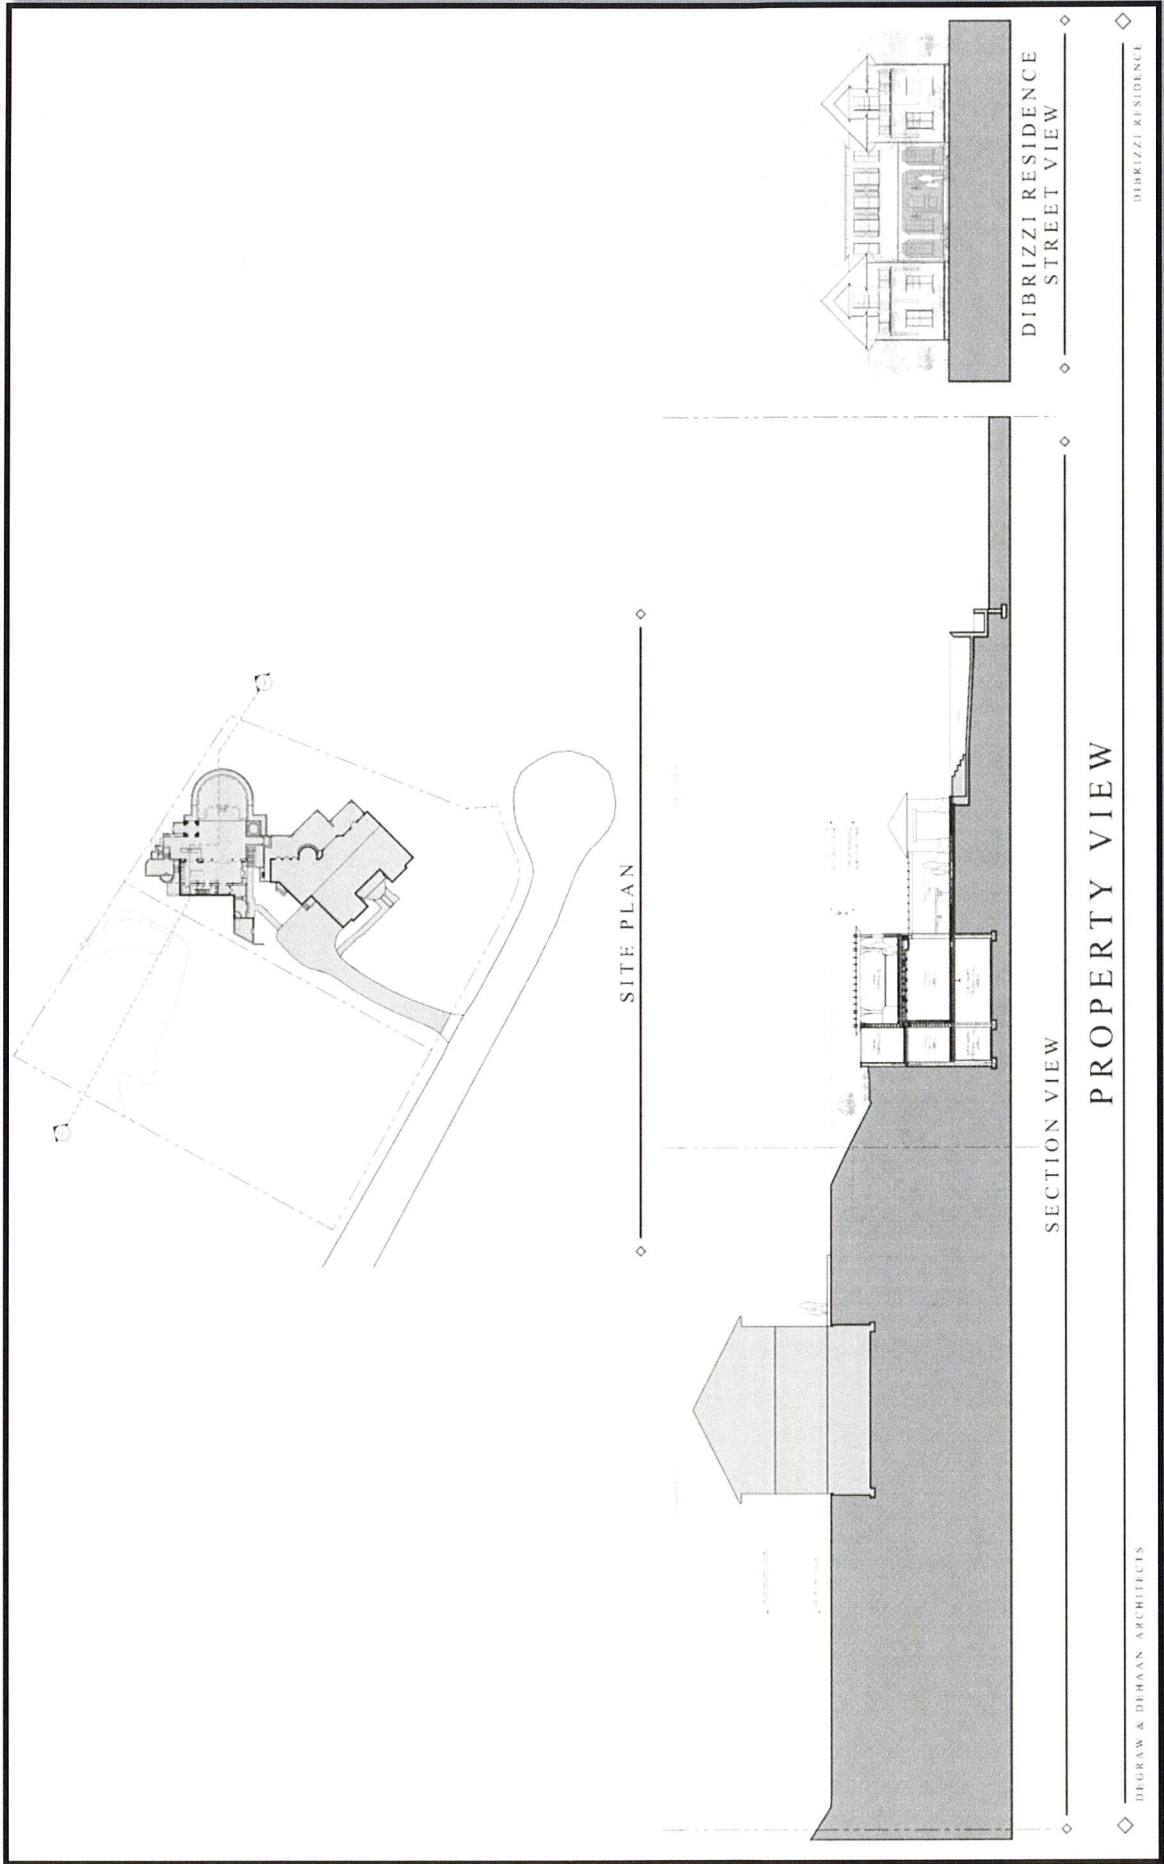 SITE PLAN
SECTION VIEW
DIBRIZZI RESIDENCE
STREET VIEW
PROPERTY VIEW
DEGRAW & DEHAAN ARCHITECTS
DIBRIZZI RESIDENCE